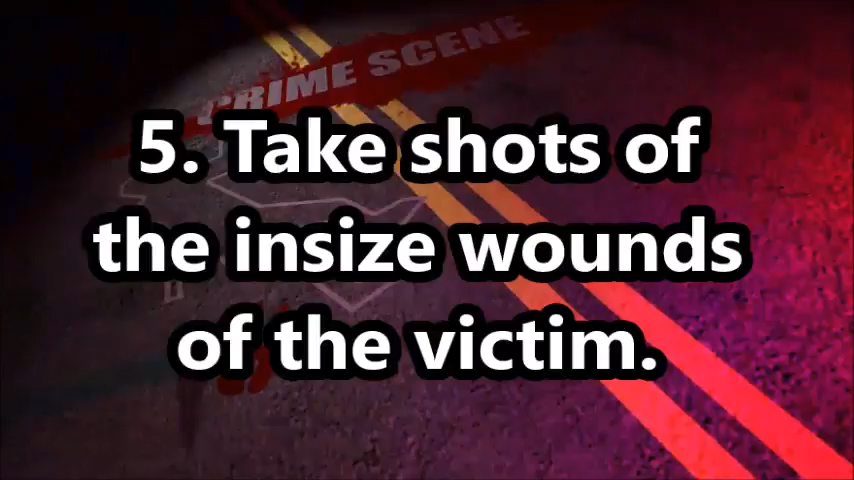 CRIME SCENE
5. Take shots of
the insize wounds
of the victim.